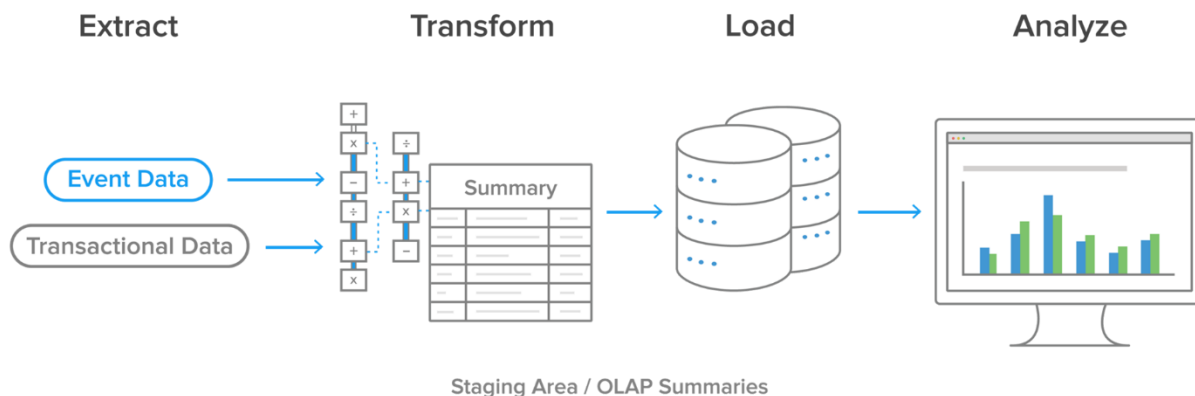 Extract
Transform
Load
Analyze
+
x
÷
Event Data
−
+
Summary
÷
x
Transactional Data
+
−
x
Staging Area / OLAP Summaries